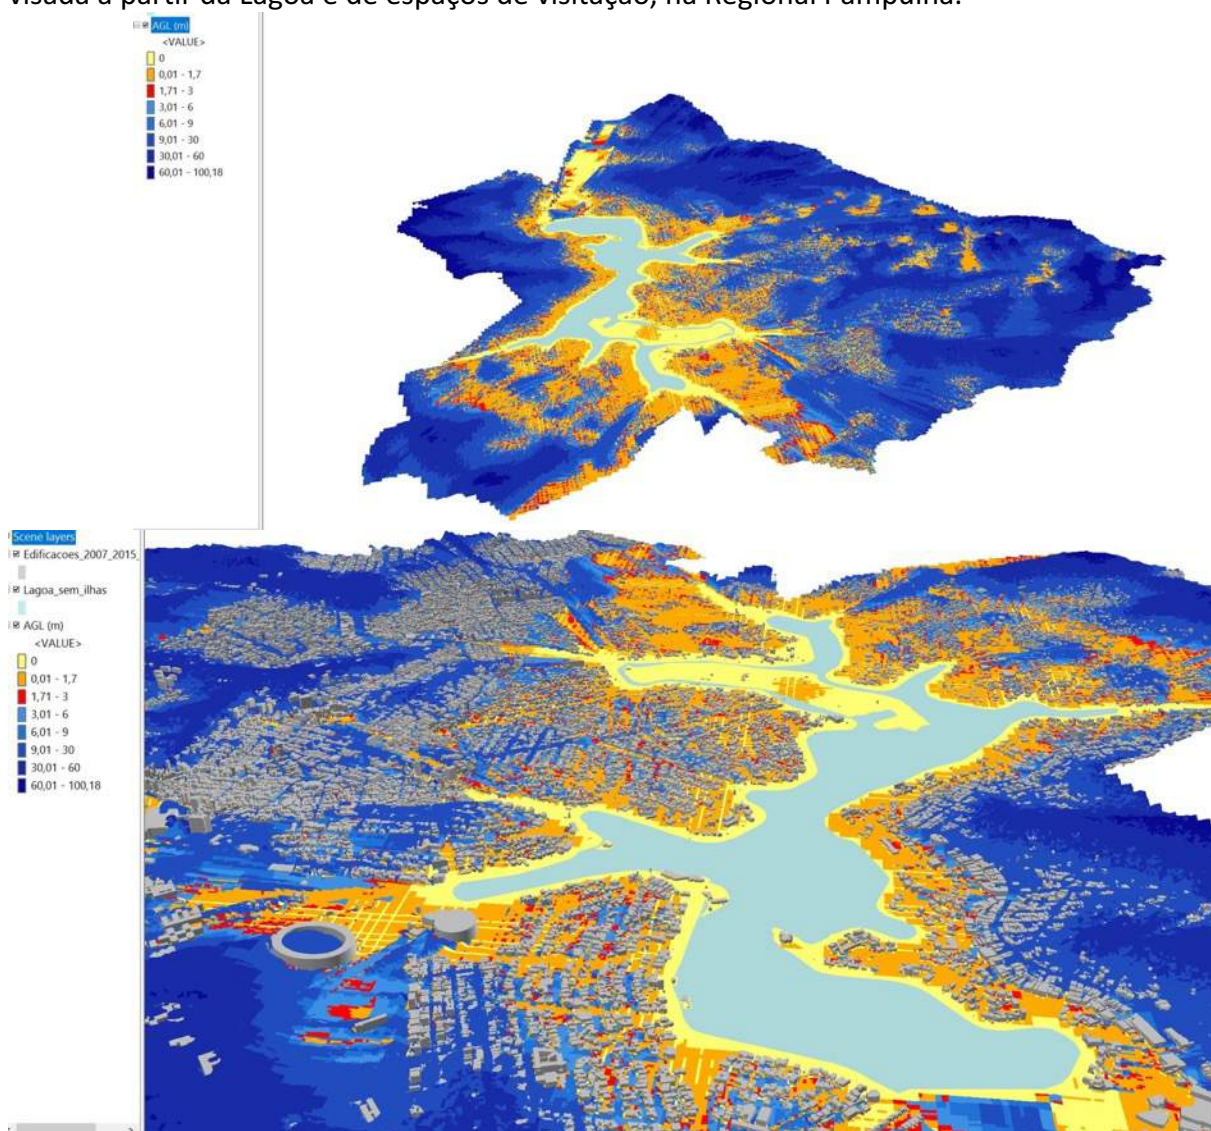 visada a partir da Lagoa e de espaços de visitação, na Regional Pampulha.
AGL (m)
<VALUE>
0
0,01 - 1,7
1,71 - 3
3,01 - 6
6,01 - 9
9,01 - 30
30,01 - 60
60,01 - 100,18
Scene layers
Edificacoes_2007_2015_
Lagoa_sem_ilhas
AGL (m)
<VALUE>
0
0,01 - 1,7
1,71 - 3
3,01 - 6
6,01 - 9
9,01 - 30
30,01 - 60
60,01 - 100,18